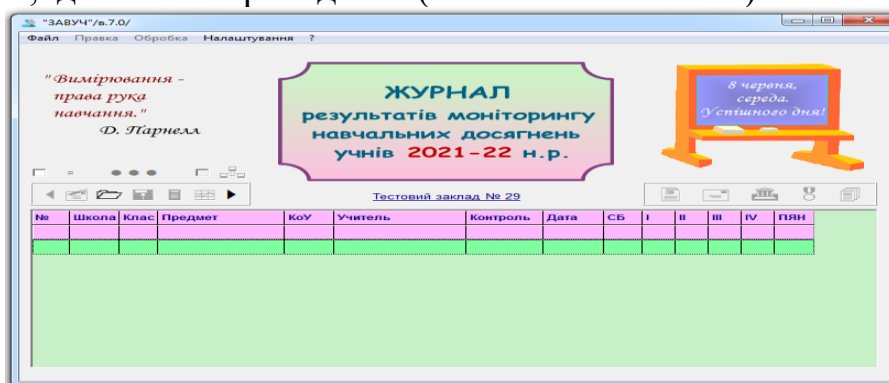 "ЗАВУЧ"/в.7.0/
Файл Правка Обробка Налаштування ?
"Вимірювання –
права рука
навчання."
Д. Парнелл
ЖУРНАЛ
результатів моніторингу
навчальних досягнень
учнів 2021-22 н.р.
8 червня,
середа.
Успішного дня!
Тестовий заклад № 29
№ Школа Клас Предмет КоУ Учитель Контроль Дата СБ I II III IV ПЯН